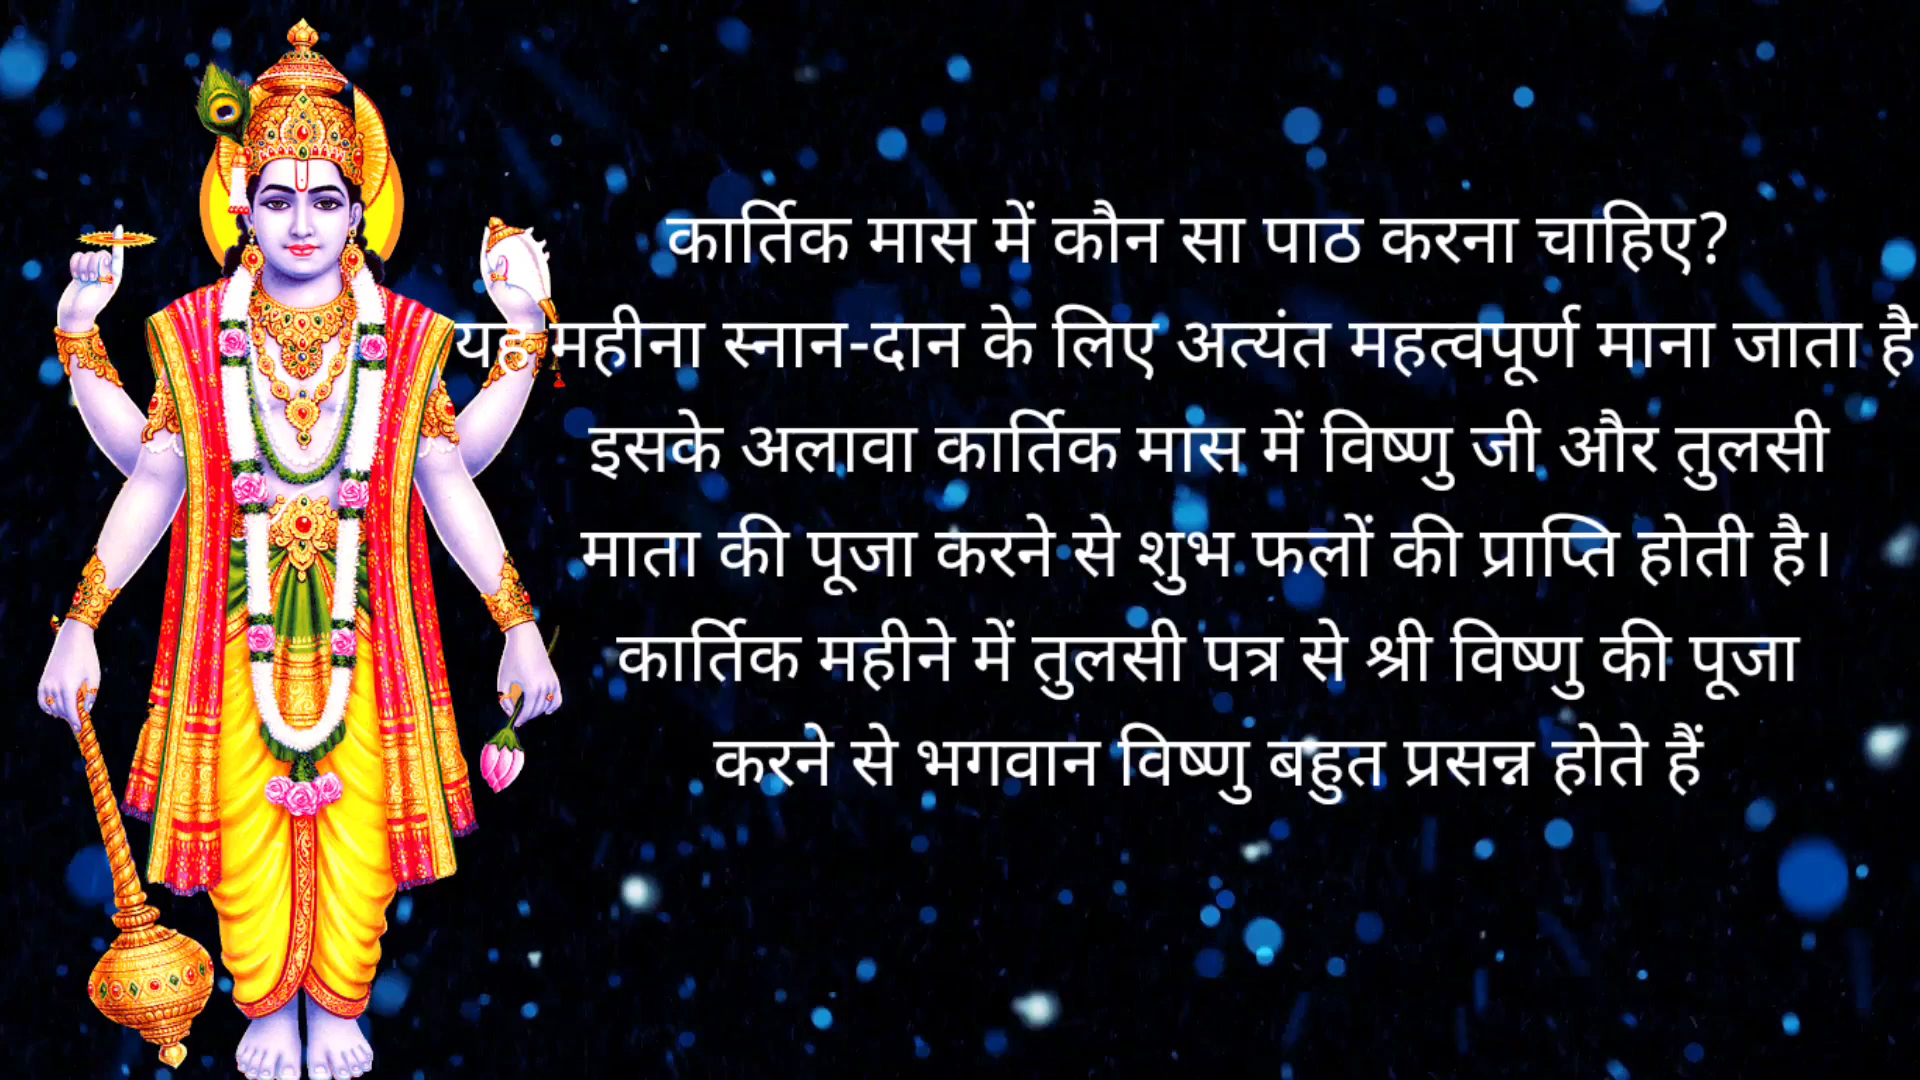 कार्तिक मास में कौन सा पाठ करना चाहिए?
यह महीना स्नान-दान के लिए अत्यंत महत्वपूर्ण माना जाता है
इसके अलावा कार्तिक मास में विष्णु जी और तुलसी
माता की पूजा करने से शुभ फलों की प्राप्ति होती है।
कार्तिक महीने में तुलसी पत्र से श्री विष्णु की पूजा
करने से भगवान विष्णु बहुत प्रसन्न होते हैं